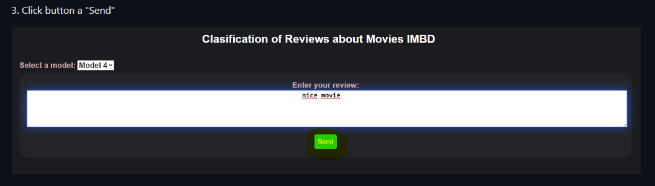 3. Click button a "Send"
Clasification of Reviews about Movies IMBD
Select a model: Model 4
Enter your review:
nice movie
Send